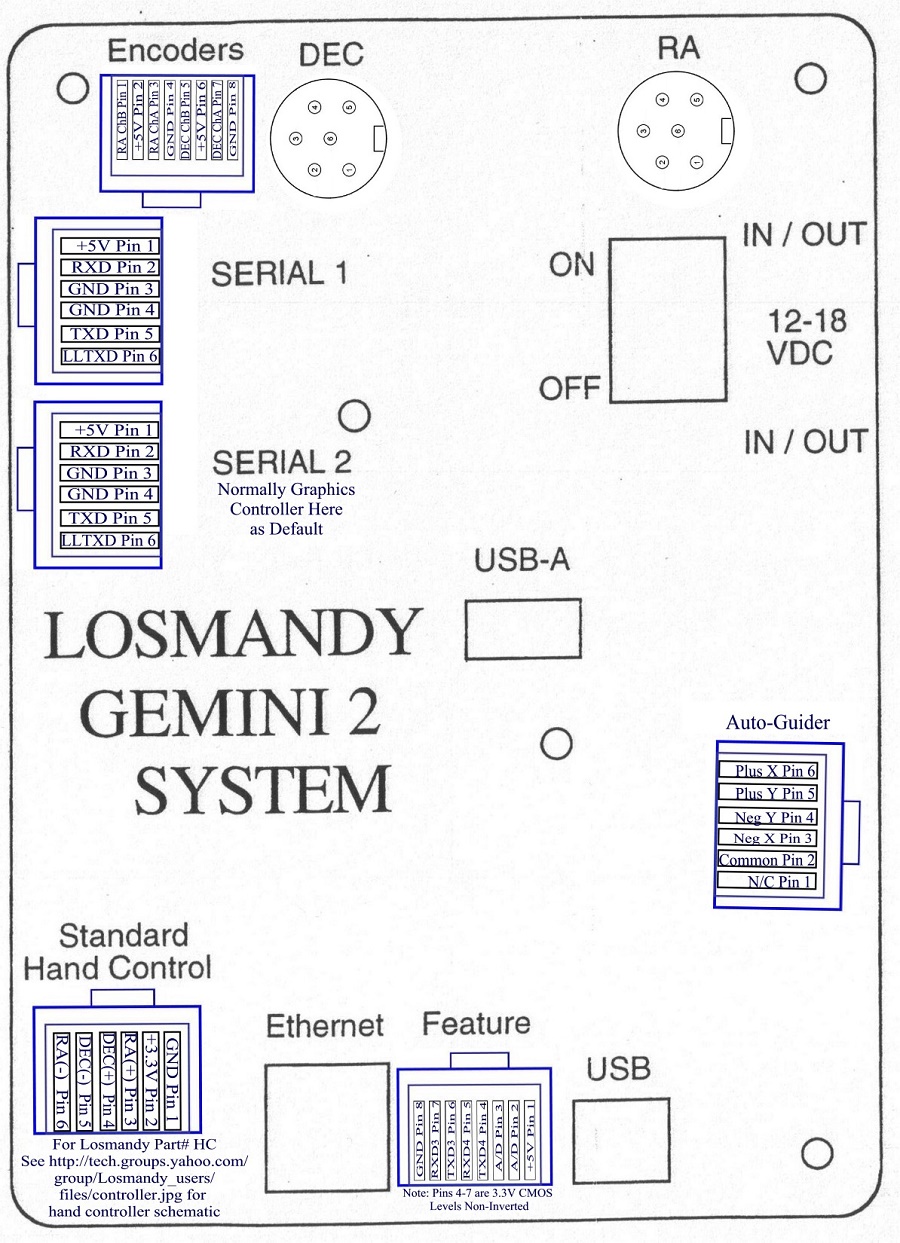 Encoders
DEC
RA
RA ChB Pin 1
+5V Pin 2
RA ChA Pin 3
GND Pin 4
DEC ChB Pin 5
+5V Pin 6
DEC ChA Pin 7
GND Pin 8
4 5
3 6
2 1
4 5
3 6
2 1
+5V Pin 1
RXD Pin 2
GND Pin 3
GND Pin 4
TXD Pin 5
LLTXD Pin 6
SERIAL 1
ON
OFF
IN / OUT
12-18
VDC
IN / OUT
+5V Pin 1
RXD Pin 2
GND Pin 3
GND Pin 4
TXD Pin 5
LLTXD Pin 6
SERIAL 2
Normally Graphics
Controller Here
as Default
USB-A
LOSMANDY
GEMINI 2
SYSTEM
Auto-Guider
Plus X Pin 6
Plus Y Pin 5
Neg Y Pin 4
Neg X Pin 3
Common Pin 2
N/C Pin 1
Standard
Hand Control
RA(-) Pin 6
DEC(-) Pin 5
DEC(+) Pin 4
RA(+) Pin 3
+3.3V Pin 2
GND Pin 1
For Losmandy Part# HC
See http://tech.groups.yahoo.com/
group/Losmandy_users/
files/controller.jpg for
hand controller schematic
Ethernet
Feature
GND Pin 8
RXD3 Pin 7
TXD3 Pin 6
RXD4 Pin 5
TXD4 Pin 4
A/D Pin 3
A/D Pin 2
+5V Pin 1
Note: Pins 4-7 are 3.3V CMOS
Levels Non-Inverted
USB